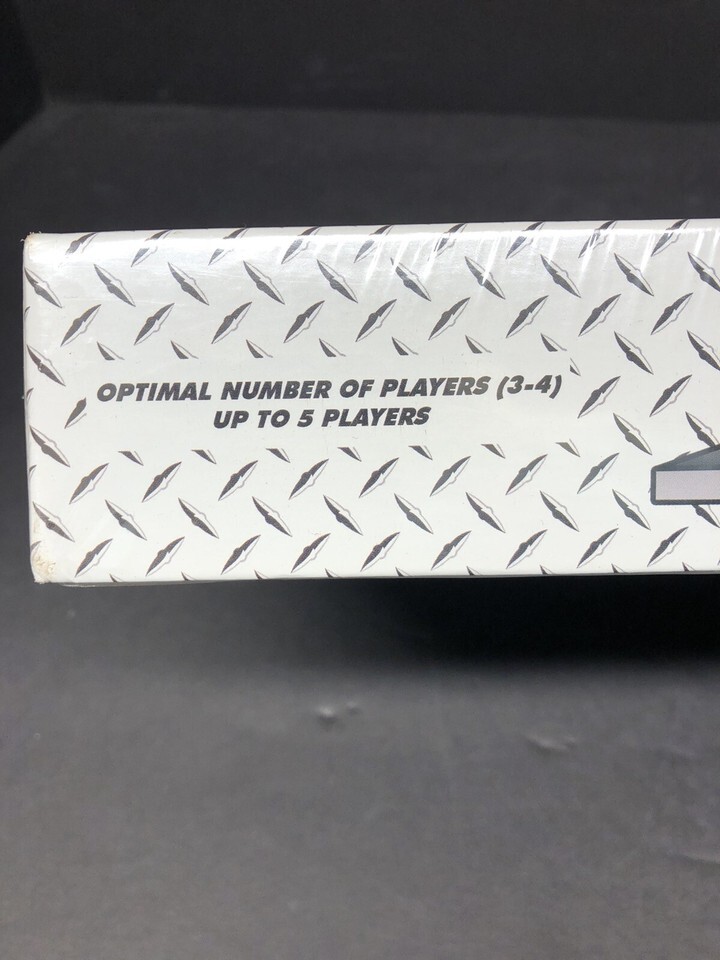 OPTIMAL NUMBER OF PLAYERS (3-4)
UP TO 5 PLAYERS